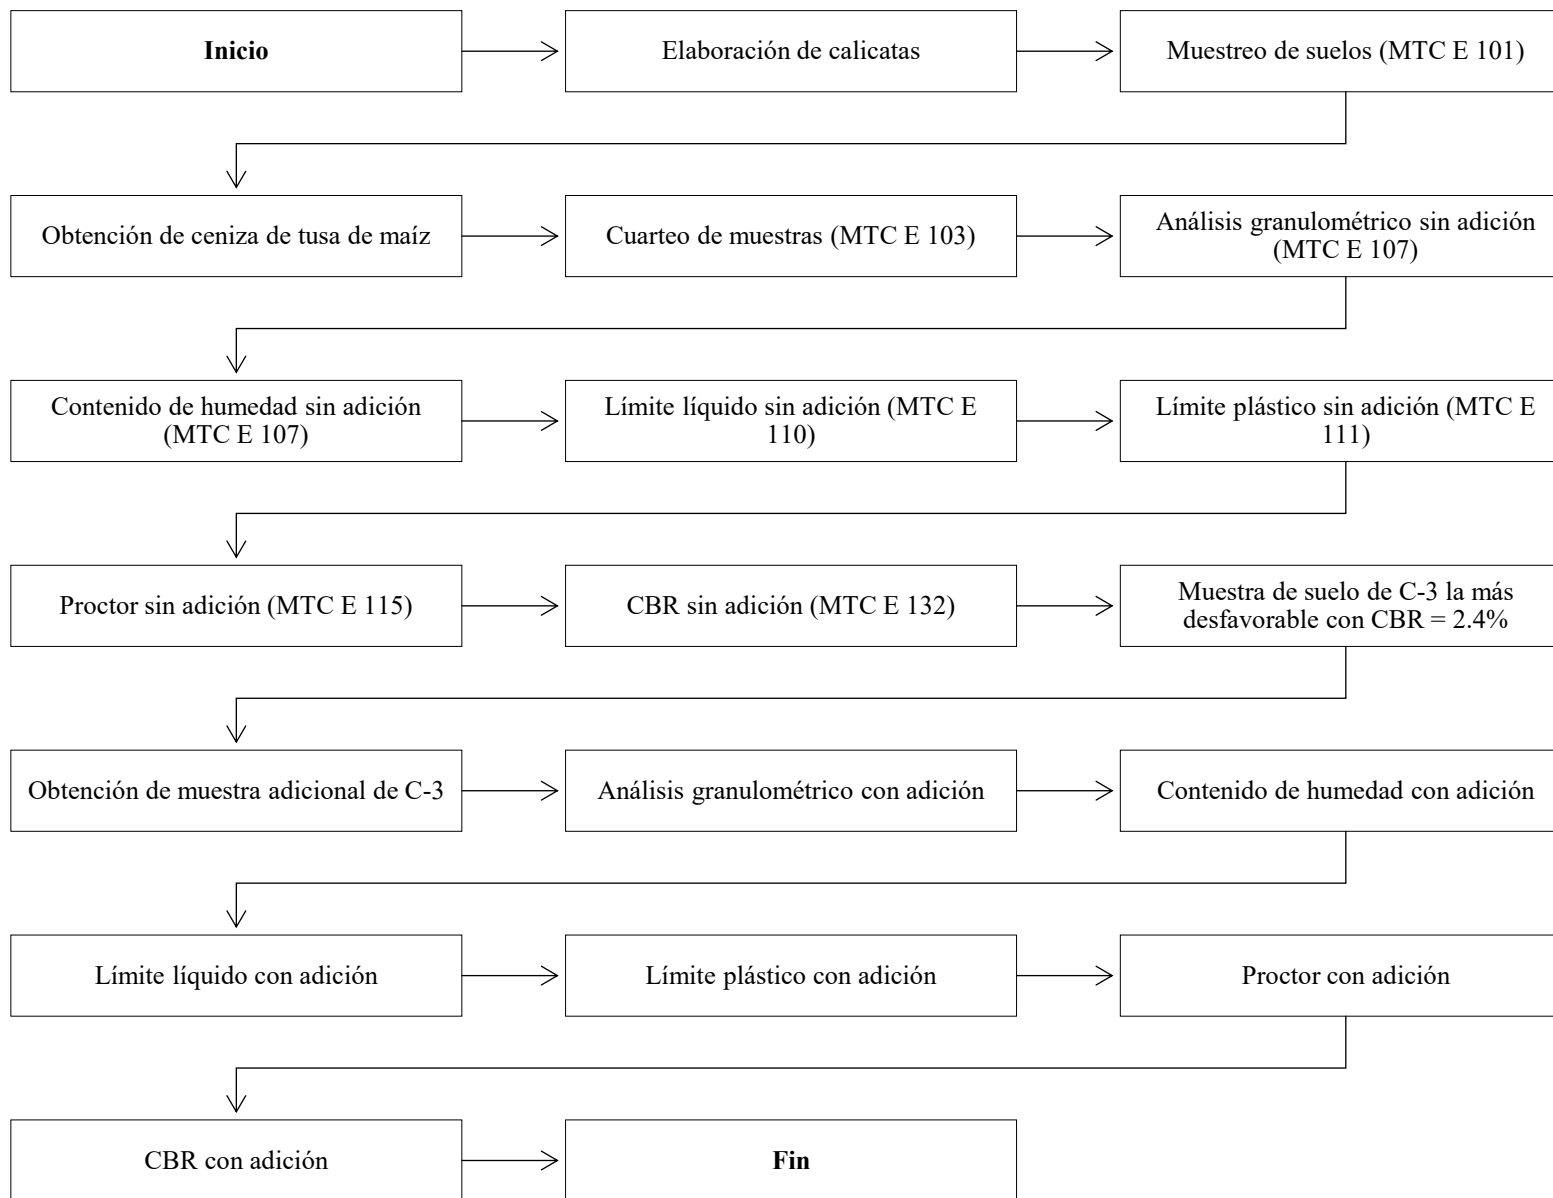 Inicio
Elaboración de calicatas
Muestreo de suelos (MTC E 101)
Obtención de ceniza de tusa de maíz
Cuarteo de muestras (MTC E 103)
Análisis granulométrico sin adición
(MTC E 107)
Contenido de humedad sin adición
(MTC E 107)
Límite líquido sin adición (MTC E
110)
Límite plástico sin adición (MTC E
111)
Proctor sin adición (MTC E 115)
CBR sin adición (MTC E 132)
Muestra de suelo de C-3 la más
desfavorable con CBR = 2.4%
Obtención de muestra adicional de C-3
Análisis granulométrico con adición
Contenido de humedad con adición
Límite líquido con adición
Límite plástico con adición
Proctor con adición
CBR con adición
Fin